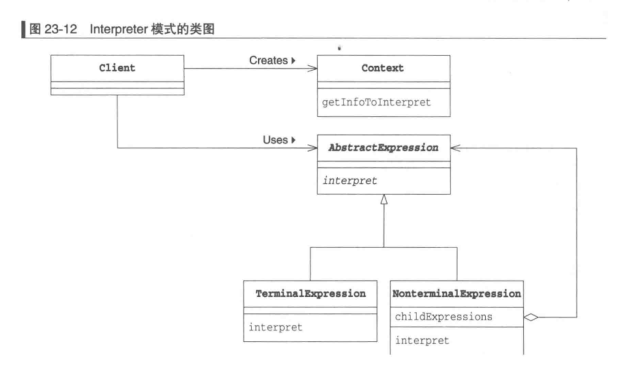 图 23-12 Interpreter 模式的类图
Client
Creates
Context
getInfoToInterpret
Uses
AbstractExpression
interpret
TerminalExpression
interpret
NonterminalExpression
childExpressions
interpret